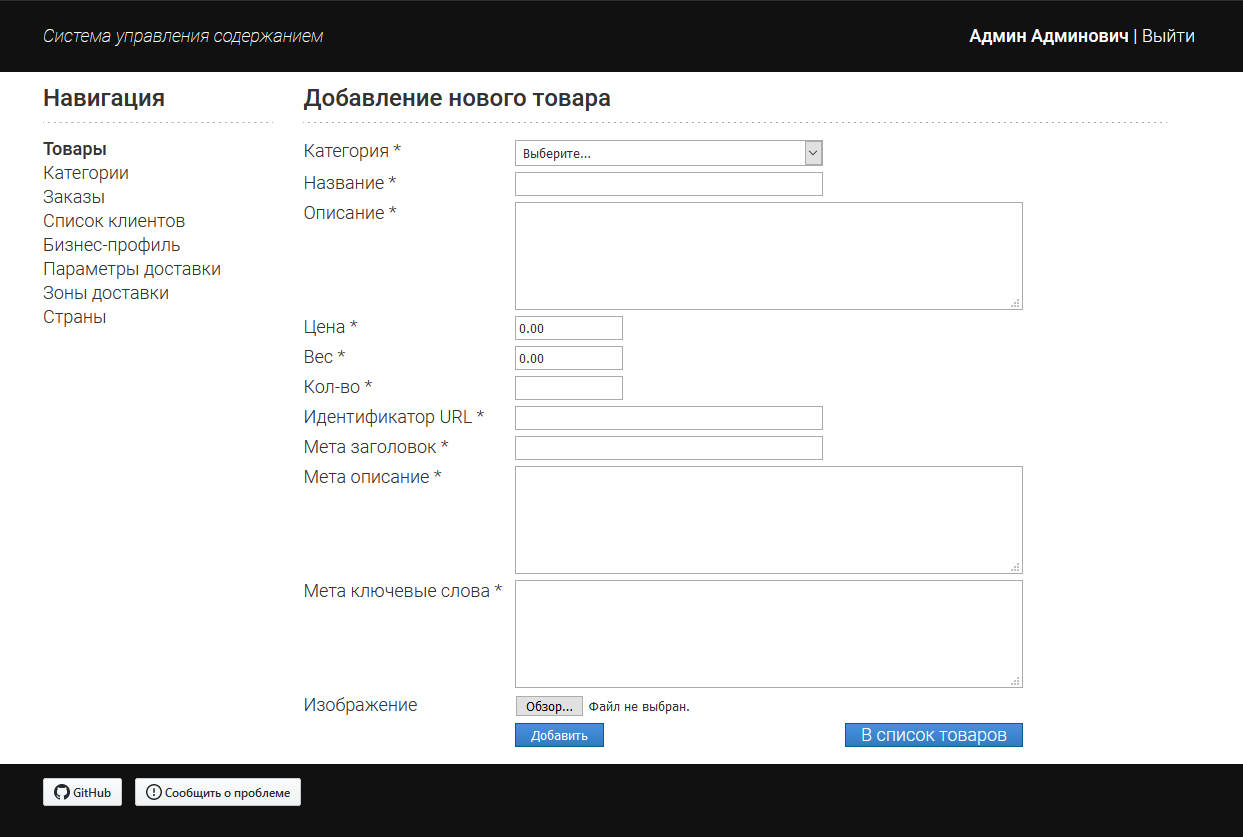 Система управления содержанием
Админ Админович | Выйти
Навигация
Товары
Категории
Заказы
Список клиентов
Бизнес-профиль
Параметры доставки
Зоны доставки
Страны
Добавление нового товара
Категория * Выберите...
Название *
Описание *
Цена * 0.00
Вес * 0.00
Кол-во *
Идентификатор URL *
Мета заголовок *
Мета описание *
Мета ключевые слова *
Изображение Обзор... Файл не выбран.
Добавить В список товаров
GitHub Сообщить о проблеме